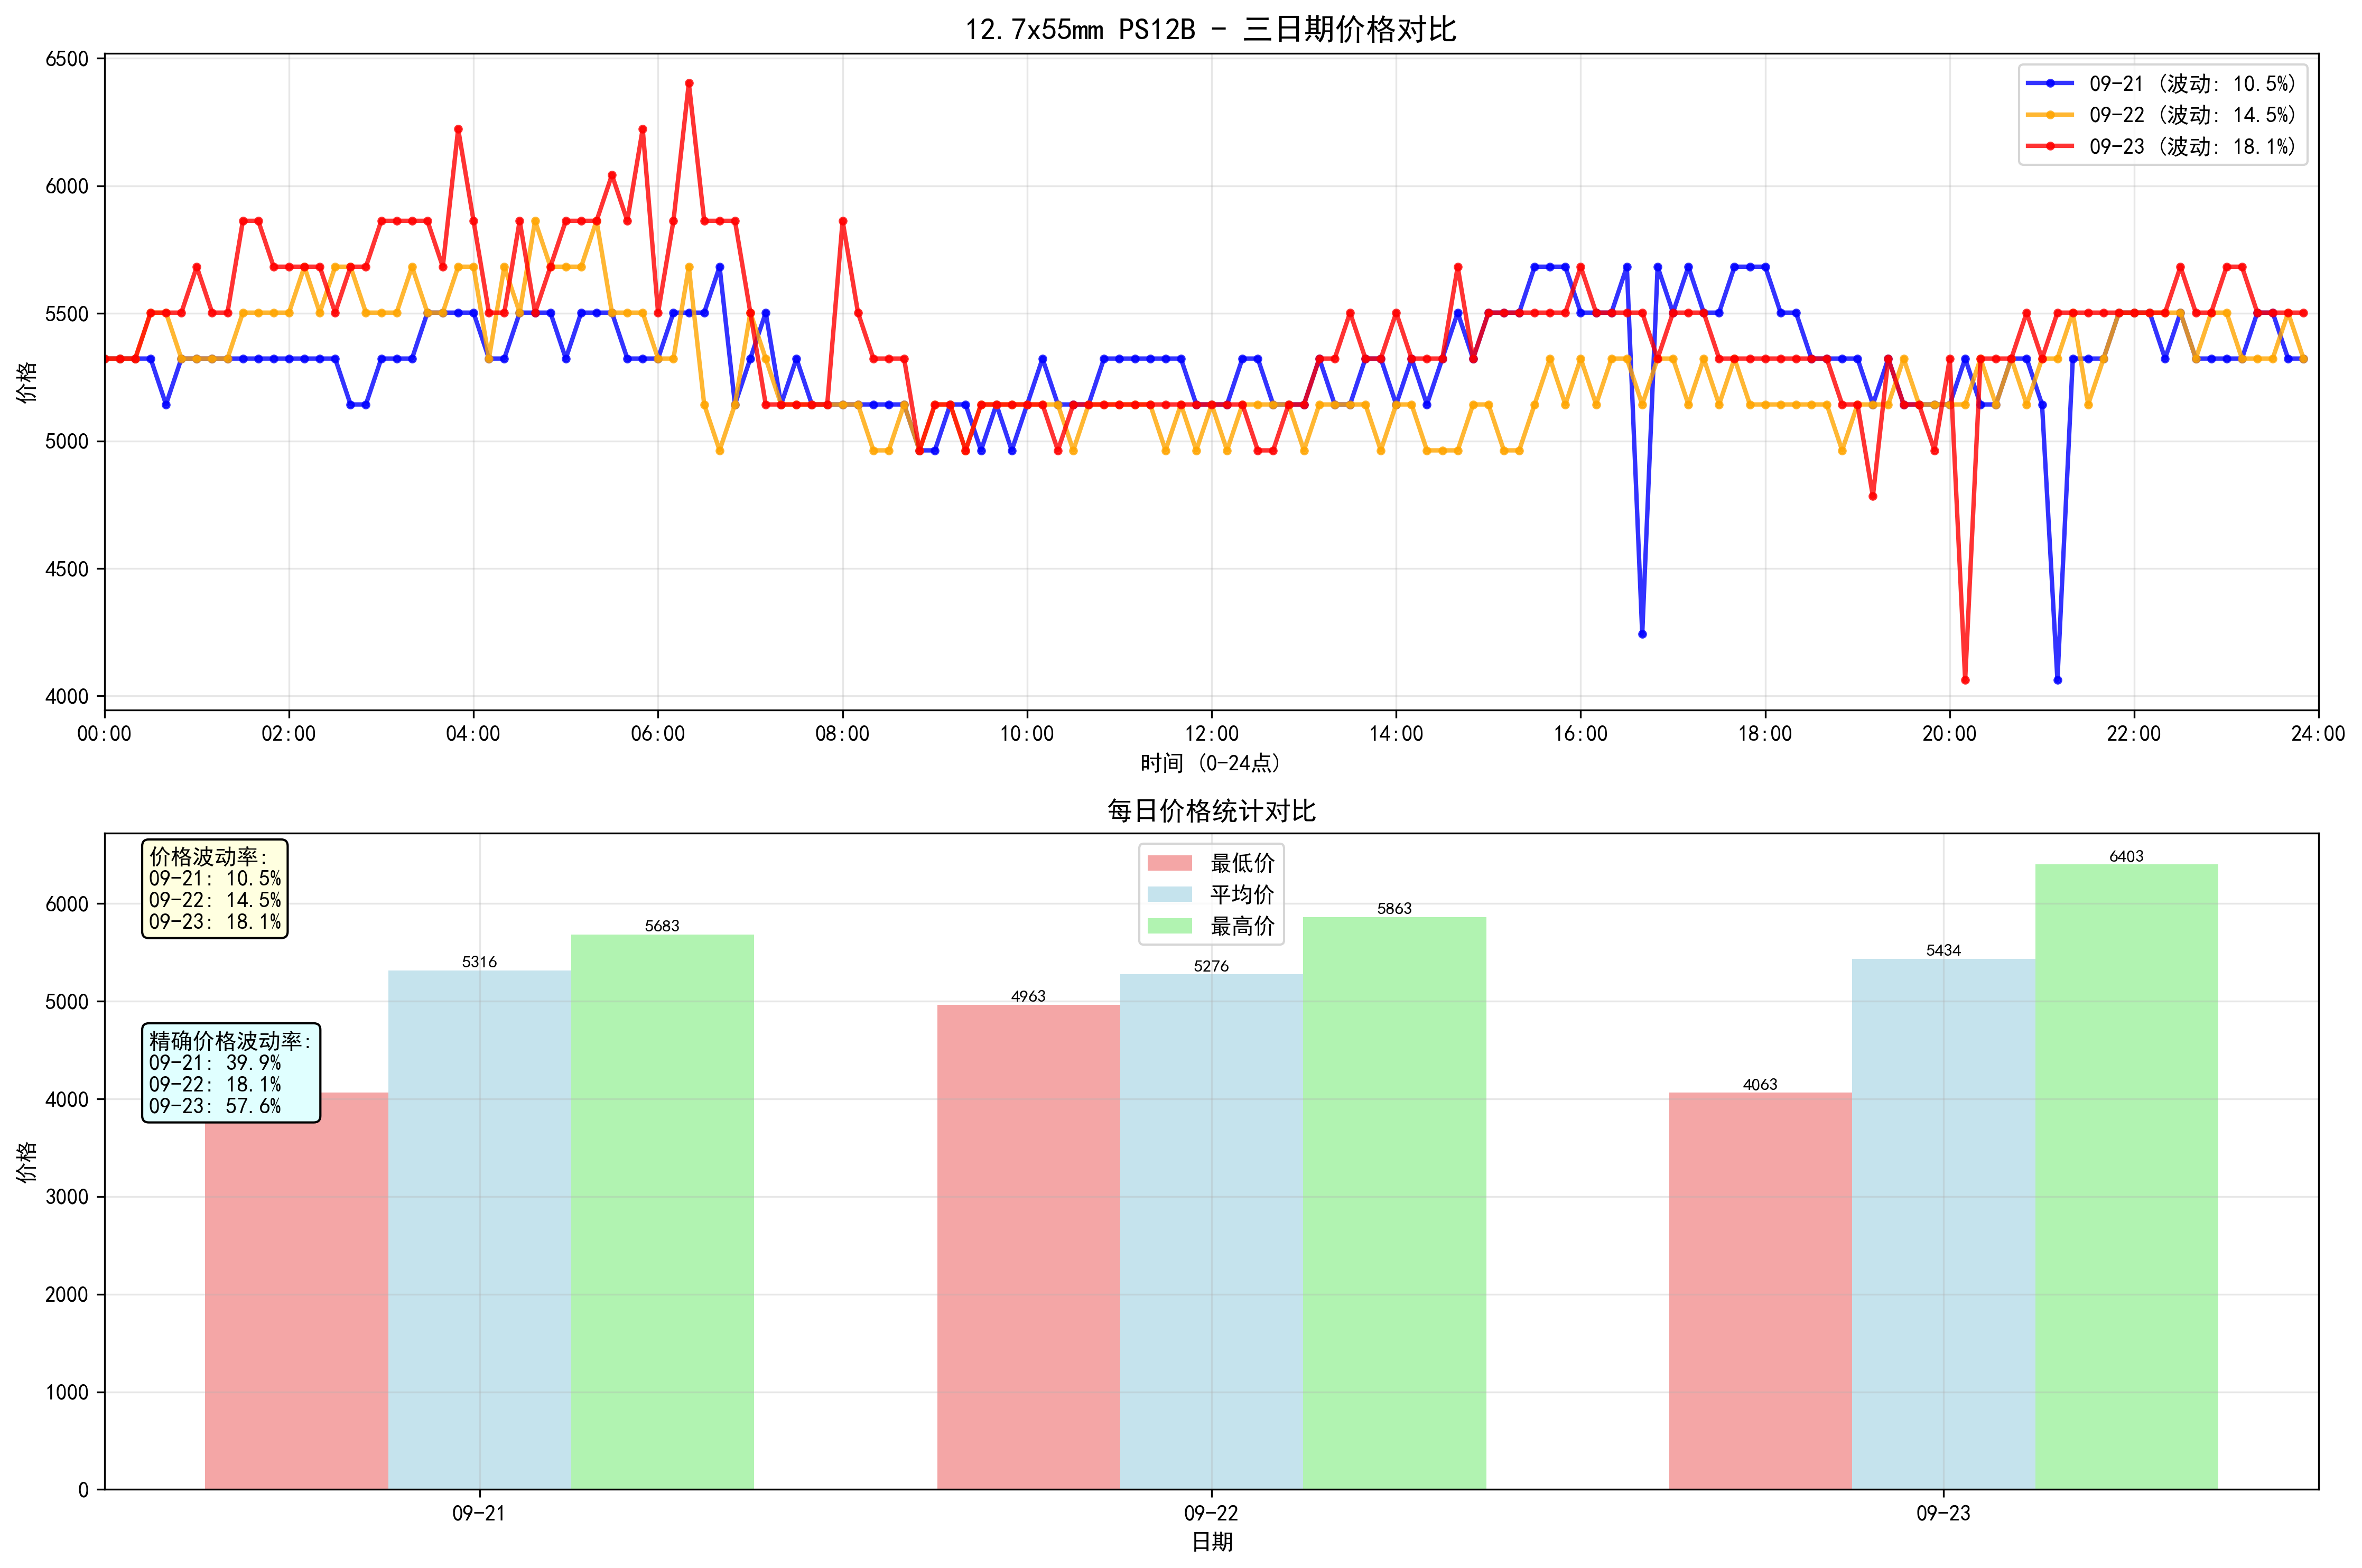 12.7x55mm PS12B - 三日期价格对比
6500
6000
5500
5000
4500
4000
价格
09-21 (波动: 10.5%)
09-22 (波动: 14.5%)
09-23 (波动: 18.1%)
00:00 02:00 04:00 06:00 08:00 10:00 12:00 14:00 16:00 18:00 20:00 22:00 24:00
时间 (0-24点)
每日价格统计对比
价格波动率:
09-21: 10.5%
09-22: 14.5%
09-23: 18.1%
精确价格波动率:
09-21: 39.9%
09-22: 18.1%
09-23: 57.6%
最低价
平均价
最高价
5316
5683
4963
5276
5863
4063
5434
6403
6000
5000
4000
3000
2000
1000
0
价格
09-21 09-22 09-23
日期